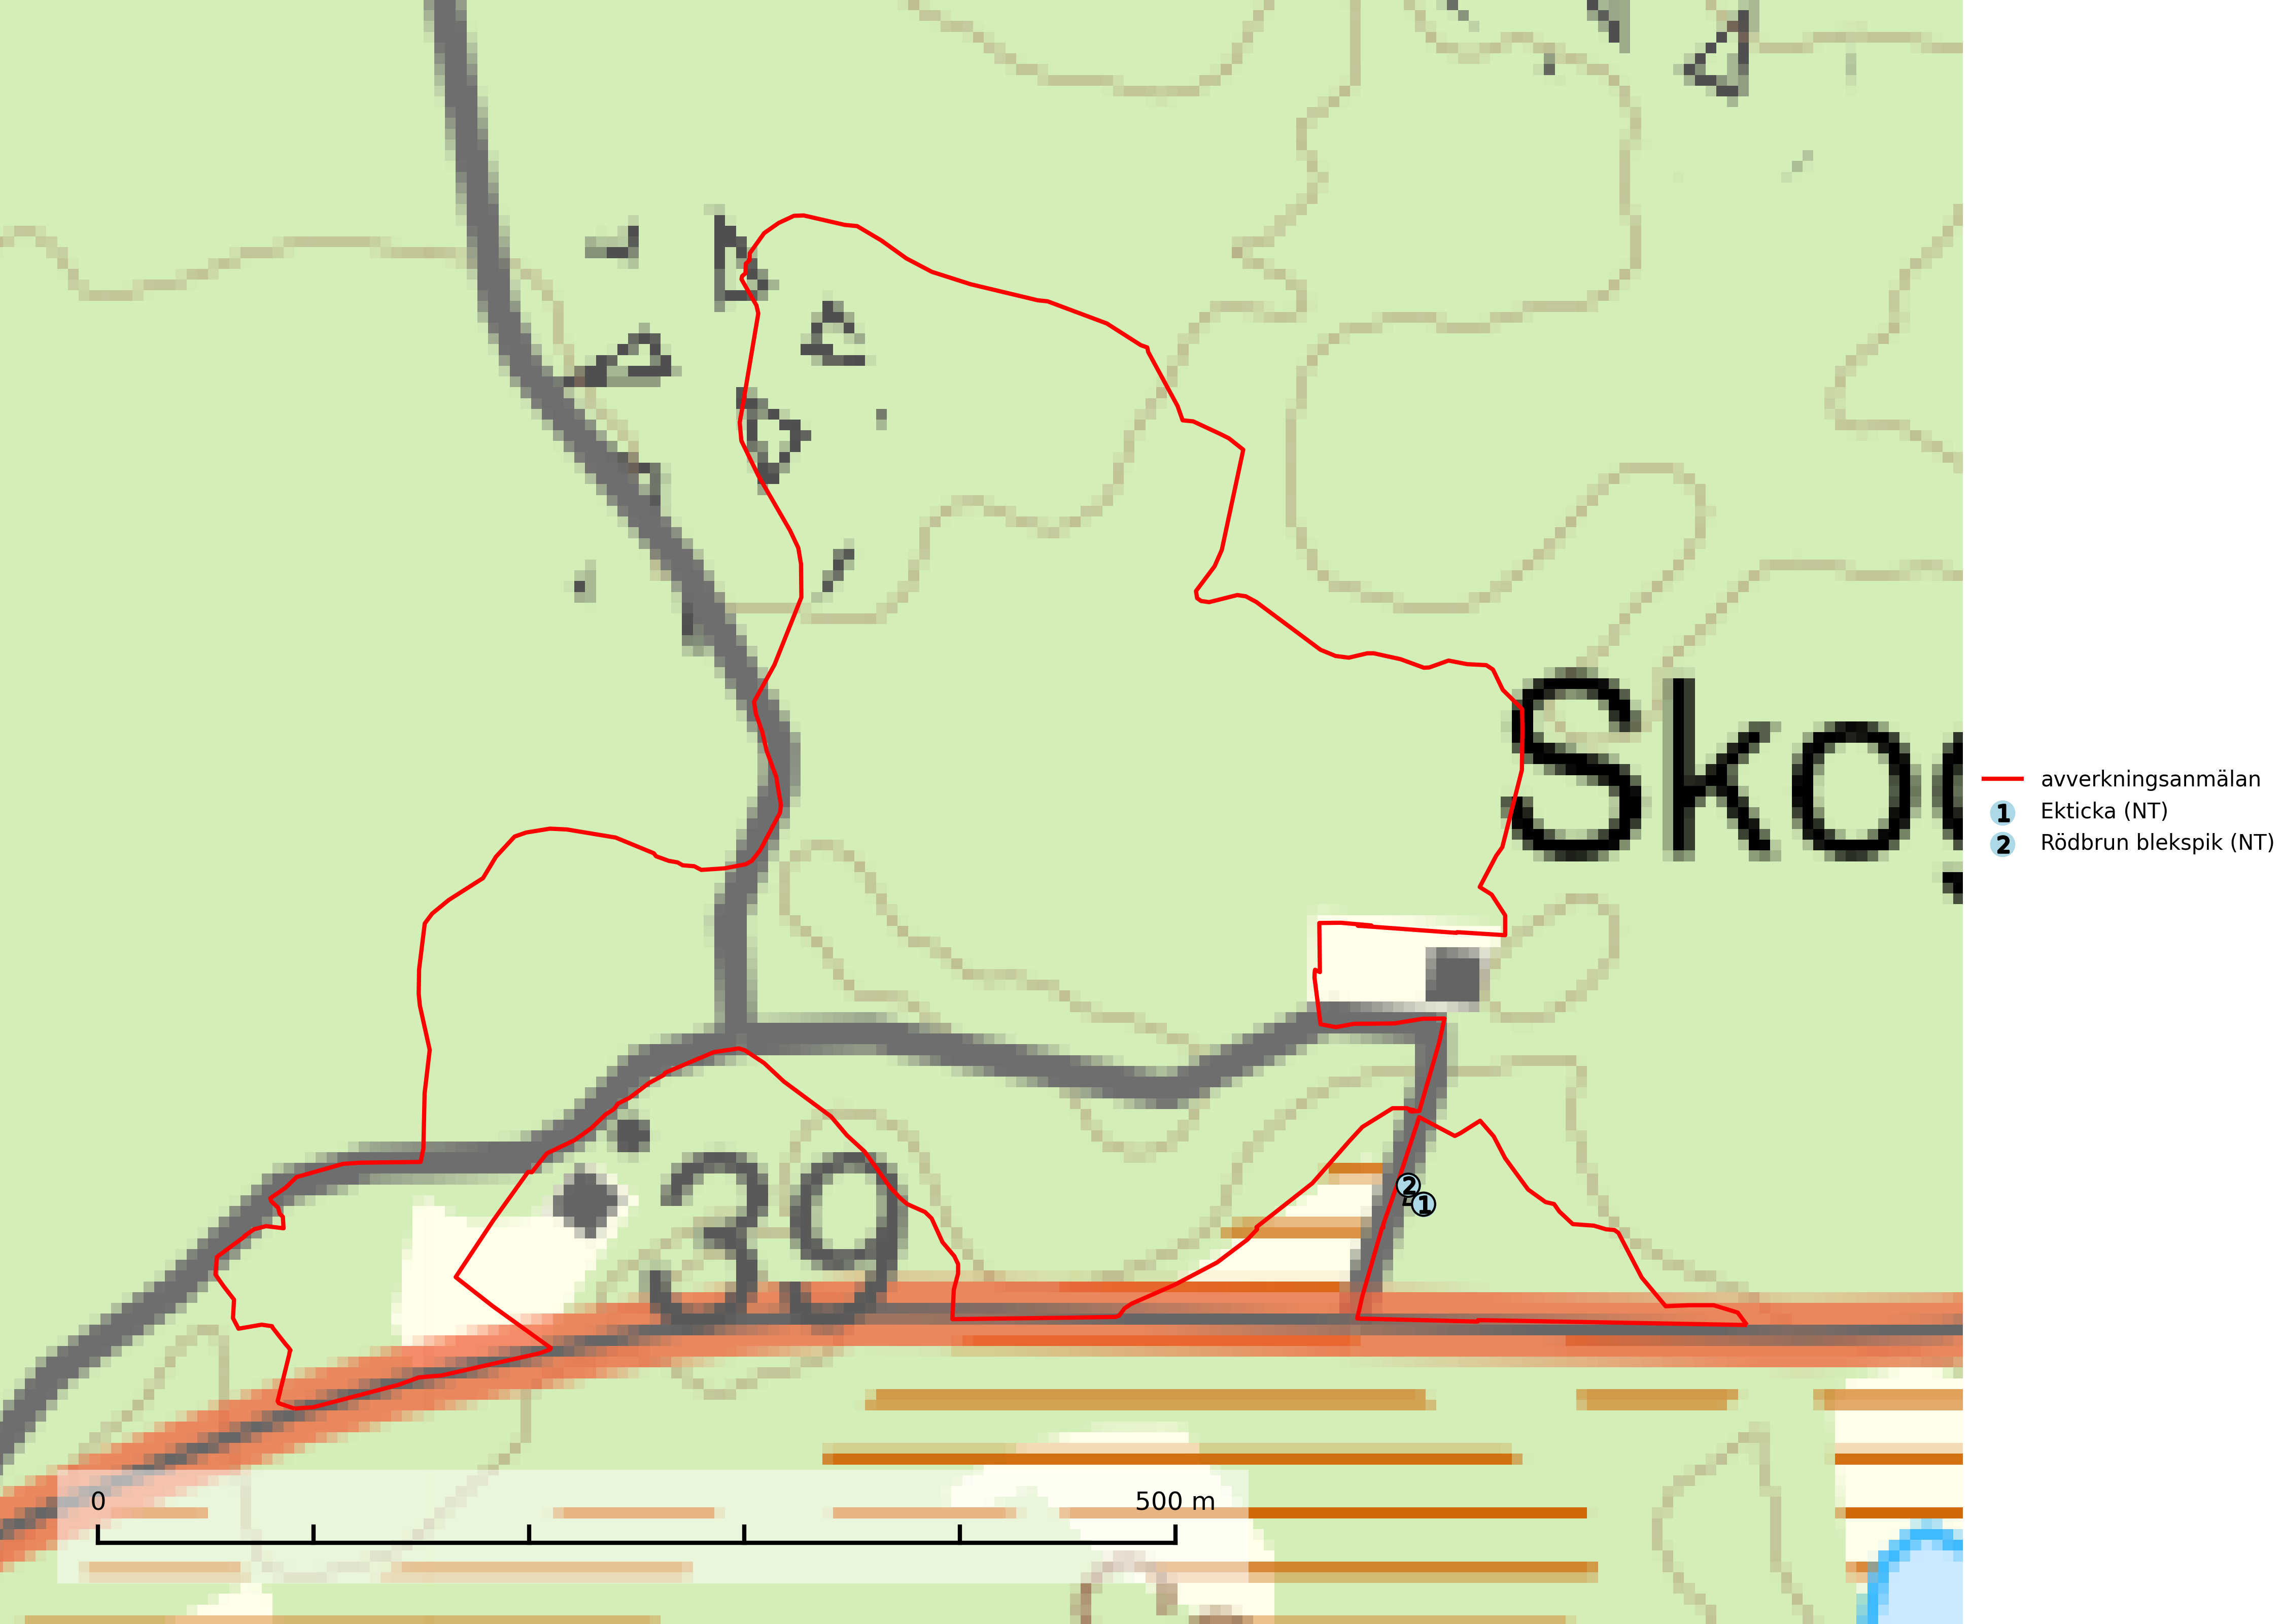 Skog
39
2
1
0
500 m
avverkningsanmälan
1 Ekticka (NT)
2 Rödbrun blekspik (NT)